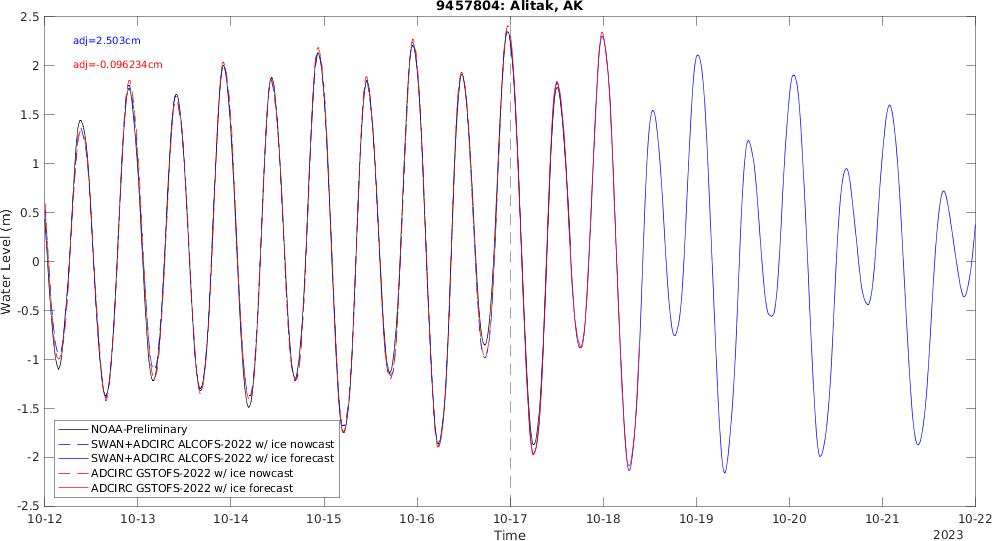 9457804: Alitak, AK
adj=2.503cm
adj=-0.096234cm
Water Level (m)
2.5
2
1.5
1
0.5
0
-0.5
-1
-1.5
-2
-2.5
NOAA-Preliminary
SWAN+ADCIRC ALCOFS-2022 w/ ice nowcast
SWAN+ADCIRC ALCOFS-2022 w/ ice forecast
ADCIRC GSTOFS-2022 w/ ice nowcast
ADCIRC GSTOFS-2022 w/ ice forecast
10-12 10-13 10-14 10-15 10-16 10-17 10-18 10-19 10-20 10-21 10-22
Time
2023